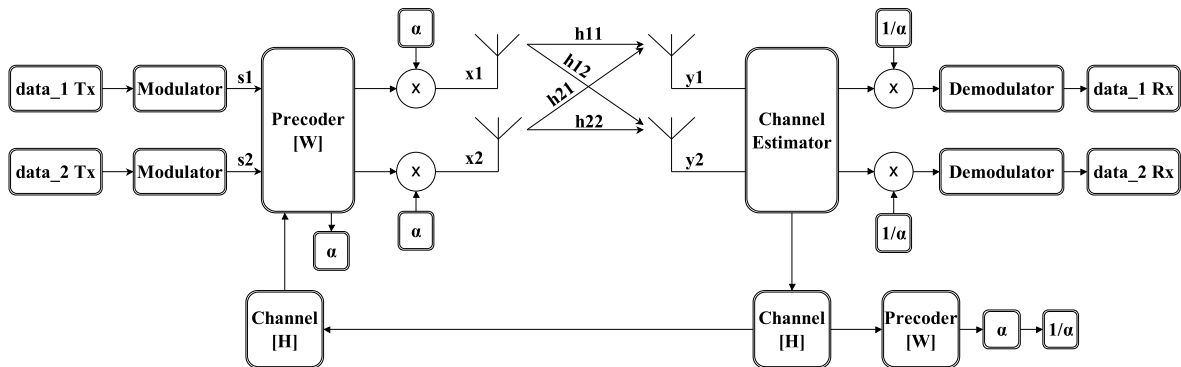 α
1/α
h11
h12
h21
h22
data_1 Tx
Modulator
s1
Precoder
[W]
x
x1
y1
Channel
Estimator
x
Demodulator
data_1 Rx
data_2 Tx
Modulator
s2
x
x2
y2
x
Demodulator
data_2 Rx
α
α
1/α
Channel
[H]
Channel
[H]
Precoder
[W]
α
1/α